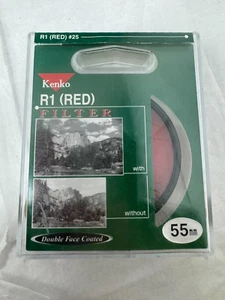 R1 (RED) #25
Kenko
R1 (RED)
FILTER
with
without
55mm
Double Face Coated